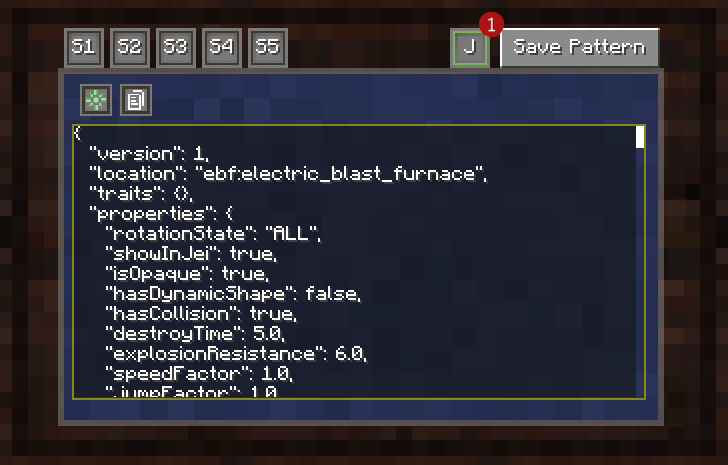 S1 S2 S3 S4 S5 J 1 Save Pattern
{
"version": 1,
"location": "ebf:electric_blast_furnace",
"traits": {},
"properties": {
"rotationState": "ALL",
"showInJei": true,
"isOpaque": true,
"hasDynamicShape": false,
"hasCollision": true,
"destroyTime": 5.0,
"explosionResistance": 6.0,
"speedFactor": 1.0,
"jumpFactor": 1.0